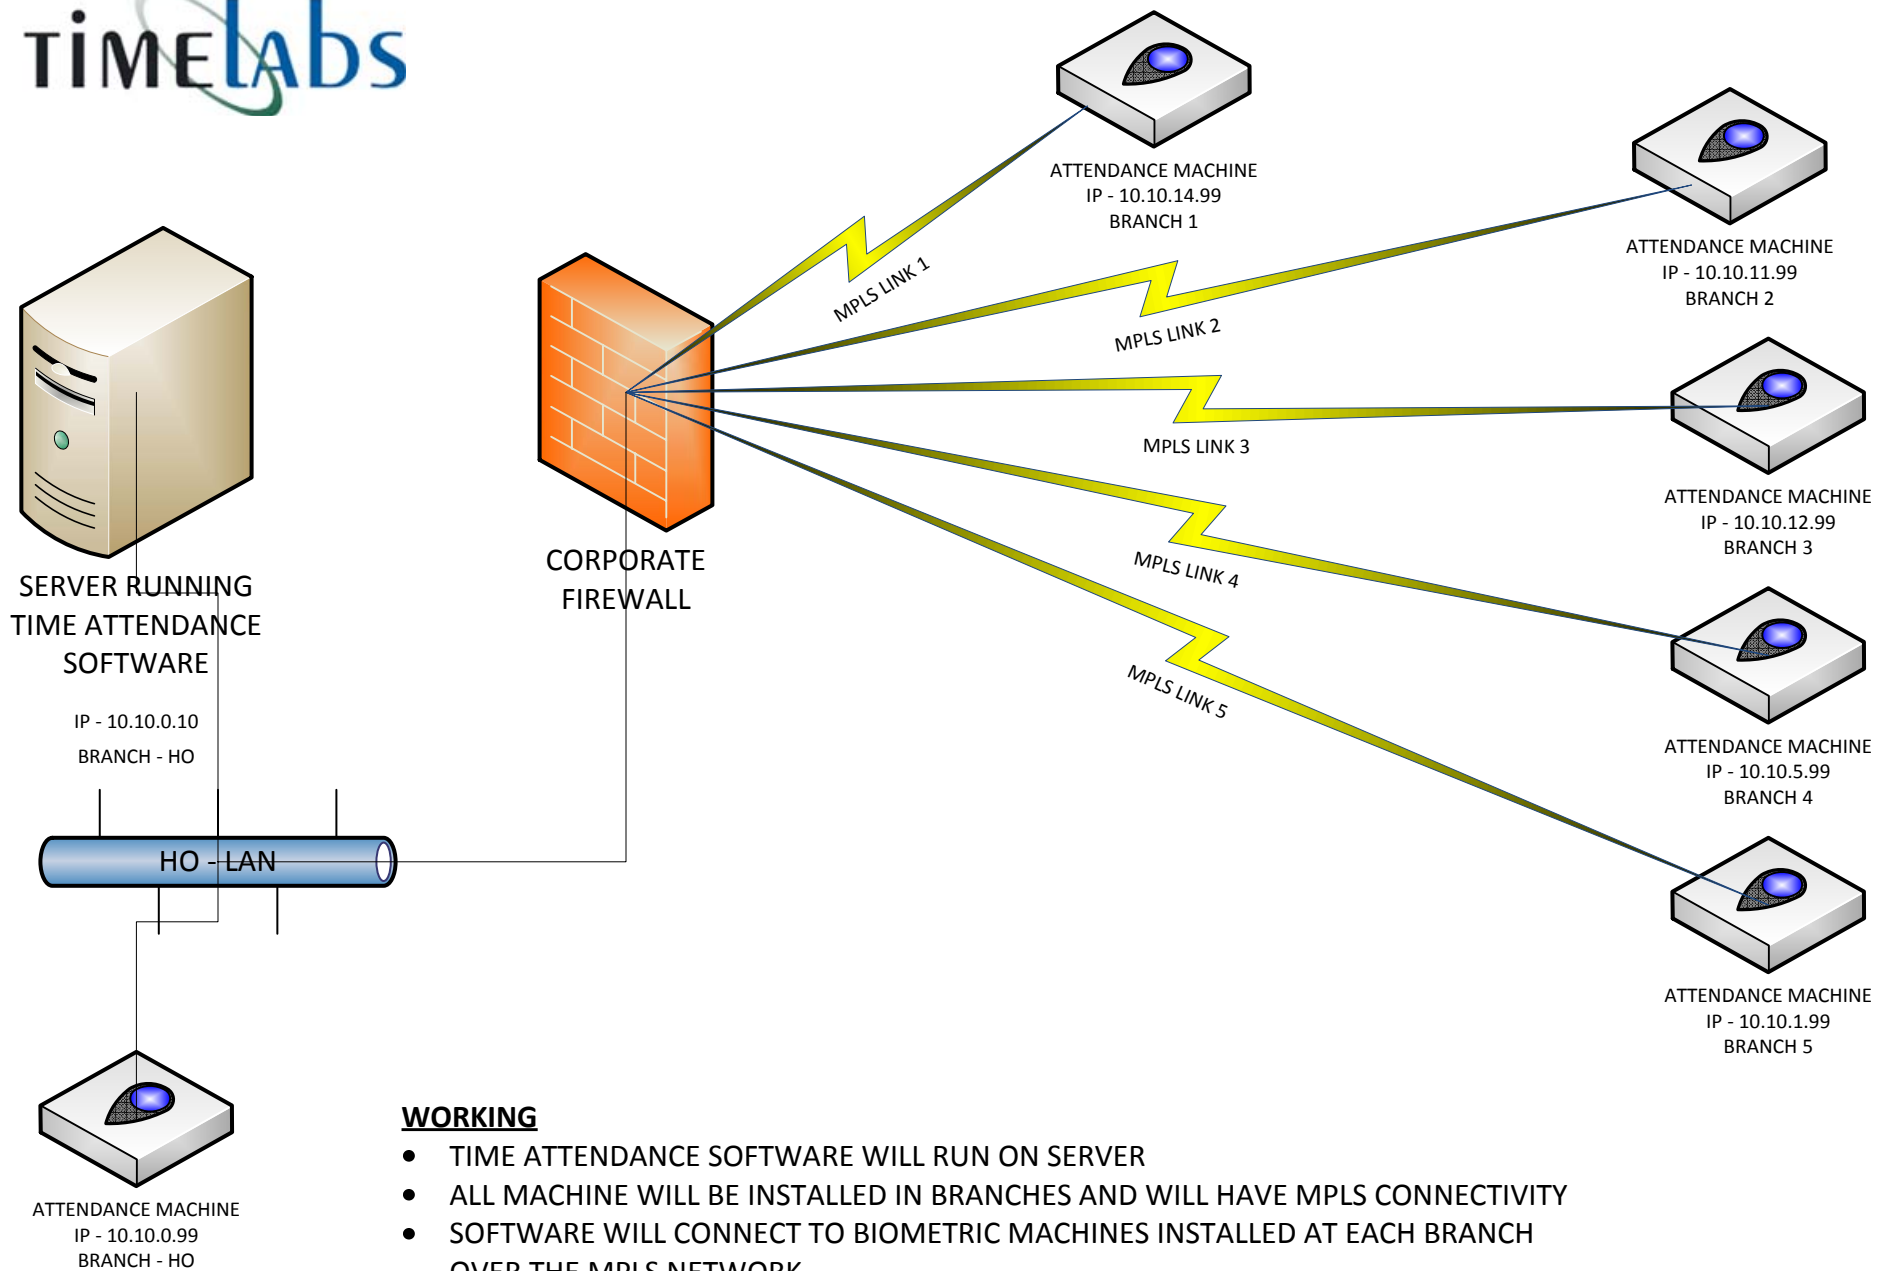 TiMELAbs
ATTENDANCE MACHINE
IP - 10.10.14.99
BRANCH 1
ATTENDANCE MACHINE
IP - 10.10.11.99
BRANCH 2
MPLS LINK 1
MPLS LINK 2
MPLS LINK 3
ATTENDANCE MACHINE
IP - 10.10.12.99
BRANCH 3
CORPORATE
FIREWALL
MPLS LINK 4
SERVER RUNNING
TIME ATTENDANCE
SOFTWARE
IP - 10.10.0.10
BRANCH - HO
MPLS LINK 5
ATTENDANCE MACHINE
IP - 10.10.5.99
BRANCH 4
HO - LAN
ATTENDANCE MACHINE
IP - 10.10.1.99
BRANCH 5
ATTENDANCE MACHINE
IP - 10.10.0.99
BRANCH - HO
WORKING
• TIME ATTENDANCE SOFTWARE WILL RUN ON SERVER
• ALL MACHINE WILL BE INSTALLED IN BRANCHES AND WILL HAVE MPLS CONNECTIVITY
• SOFTWARE WILL CONNECT TO BIOMETRIC MACHINES INSTALLED AT EACH BRANCH
OVER THE MPLS NETWORK